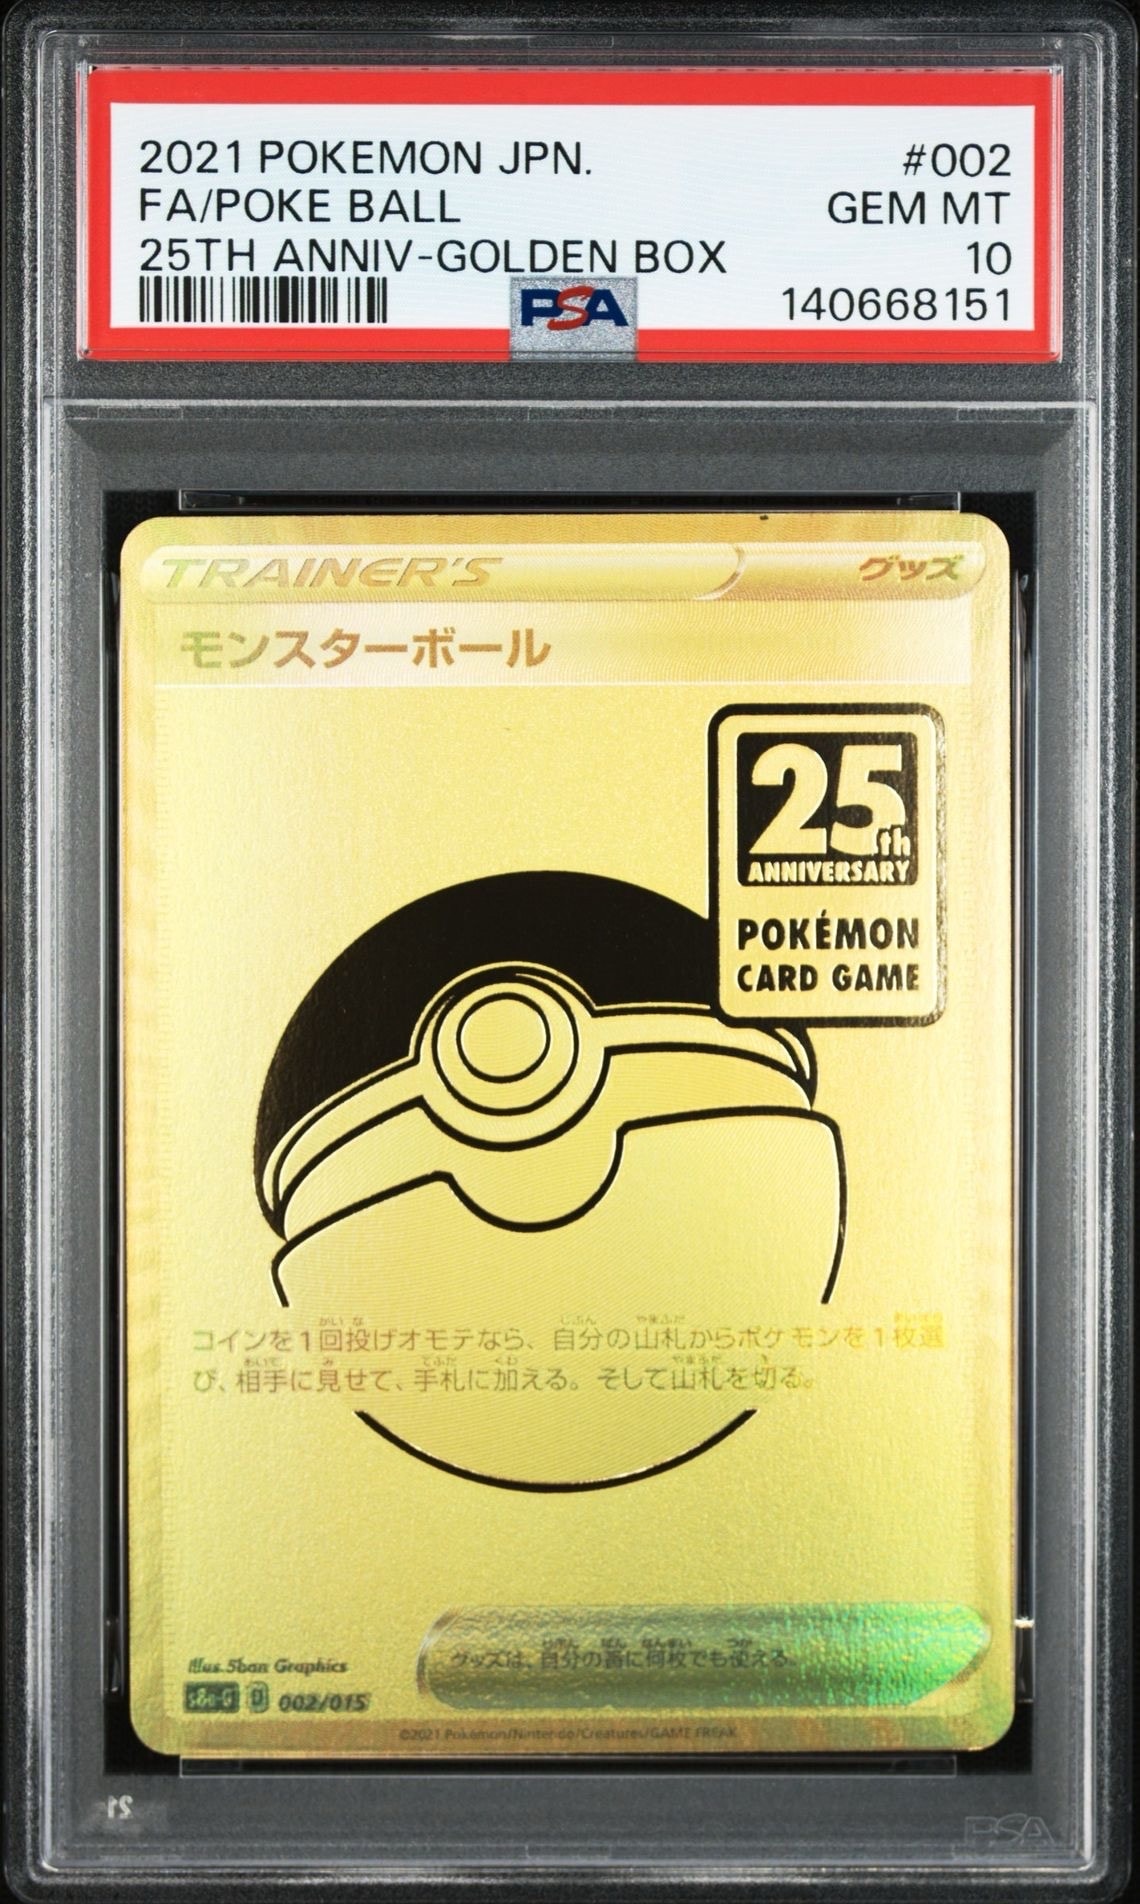 2021 POKEMON JPN. #002
FA/POKE BALL GEM MT
25TH ANNIV-GOLDEN BOX 10
PSA 140668151
TRAINER'S グッズ
モンスターボール
25th
ANNIVERSARY
POKÉMON
CARD GAME
コインを1回投げオモテなら、自分の山札からポケモンを1枚選
び、相手に見せて、手札に加える。そして山札を切る。
グッズは、自分の番に何枚でも使える。
illus. 5ban Graphics
s8a-G D 002/015
©2021 Pokémon/Nintendo/Creatures/GAME FREAK
21
PSA